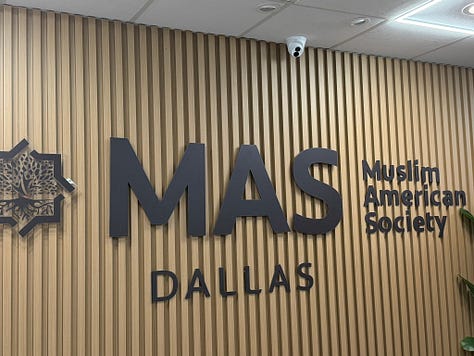 MAS
Muslim
American
Society
DALLAS